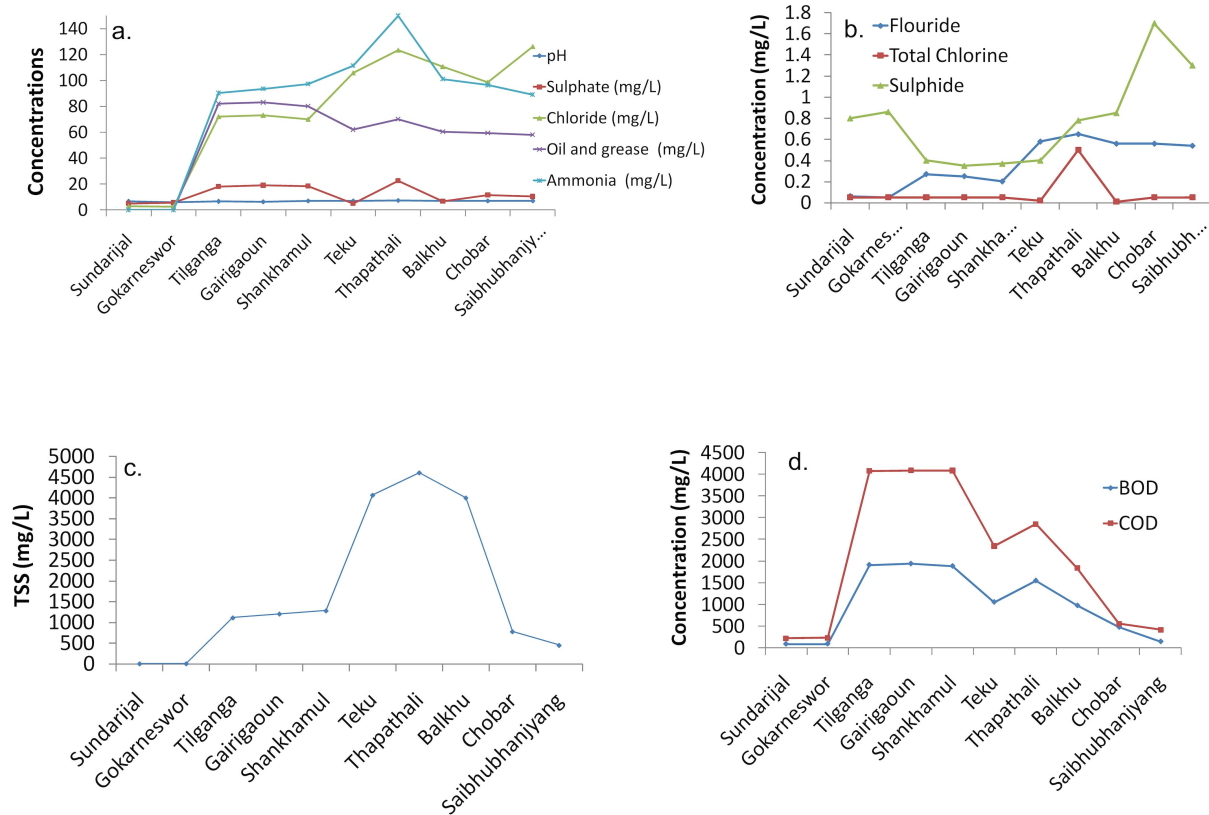 a.
Concentrations
140
120
100
80
60
40
20
0
pH
Sulphate (mg/L)
Chloride (mg/L)
Oil and grease (mg/L)
Ammonia (mg/L)
Sundarijal
Gokarneswor
Tilganga
Gairigaoun
Shankhamul
Teku
Thapathali
Balkhu
Chobar
Saibhubhanjy...
b.
Concentration (mg/L)
1.8
1.6
1.4
1.2
1
0.8
0.6
0.4
0.2
0
Flouride
Total Chlorine
Sulphide
Sundarijal
Gokarnes...
Tilganga
Gairigaoun
Shankha...
Teku
Thapathali
Balkhu
Chobar
Saibhubh...
c.
TSS (mg/L)
5000
4500
4000
3500
3000
2500
2000
1500
1000
500
0
Sundarijal
Gokarneswor
Tilganga
Gairigaoun
Shankhamul
Teku
Thapathali
Balkhu
Chobar
Saibhubhanjyang
d.
Concentration (mg/L)
4500
4000
3500
3000
2500
2000
1500
1000
500
0
BOD
COD
Sundarijal
Gokarneswor
Tilganga
Gairigaoun
Shankhamul
Teku
Thapathali
Balkhu
Chobar
Saibhubhanjyang